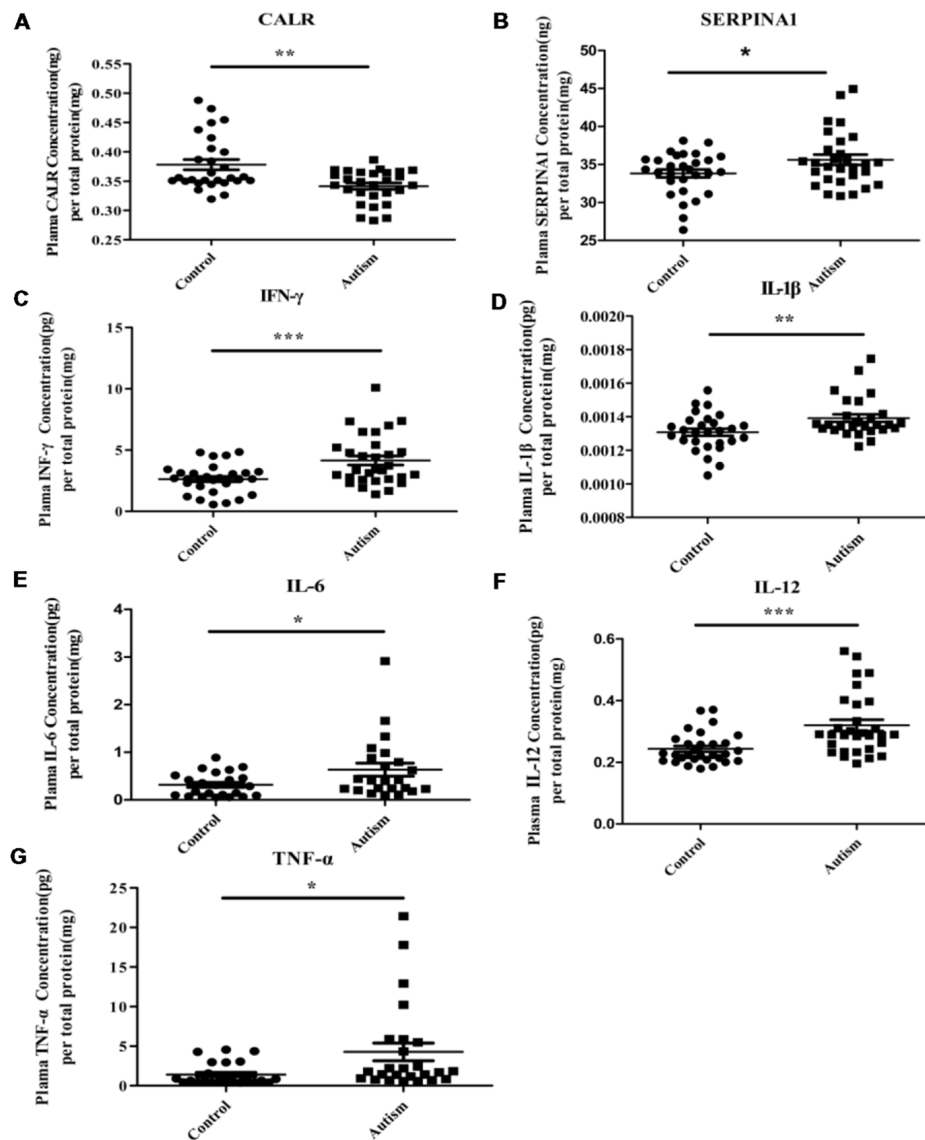 A
CALR
**
Plama CALR Concentration(ng)
per total protein(mg)
0.55
0.50
0.45
0.40
0.35
0.30
0.25
Control
Autism
B
SERPINA1
*
Plama SERPINA1 Concentration(ng)
per total protein(mg)
50
45
40
35
30
25
Control
Autism
C
IFN-γ
***
Plama INF-γ Concentration(pg)
per total protein(mg)
15
10
5
0
Control
Autism
D
IL-1β
**
Plama IL-1β Concentration(pg)
per total protein(mg)
0.0020
0.0018
0.0016
0.0014
0.0012
0.0010
0.0008
Control
Autism
E
IL-6
*
Plama IL-6 Concentration(pg)
per total protein(mg)
4
3
2
1
0
Control
Autism
F
IL-12
***
Plasma IL-12 Concentration(pg)
per total protein(mg)
0.6
0.4
0.2
0.0
Control
Autism
G
TNF-α
*
Plama TNF-α Concentration(pg)
per total protein(mg)
25
20
15
10
5
0
Control
Autism